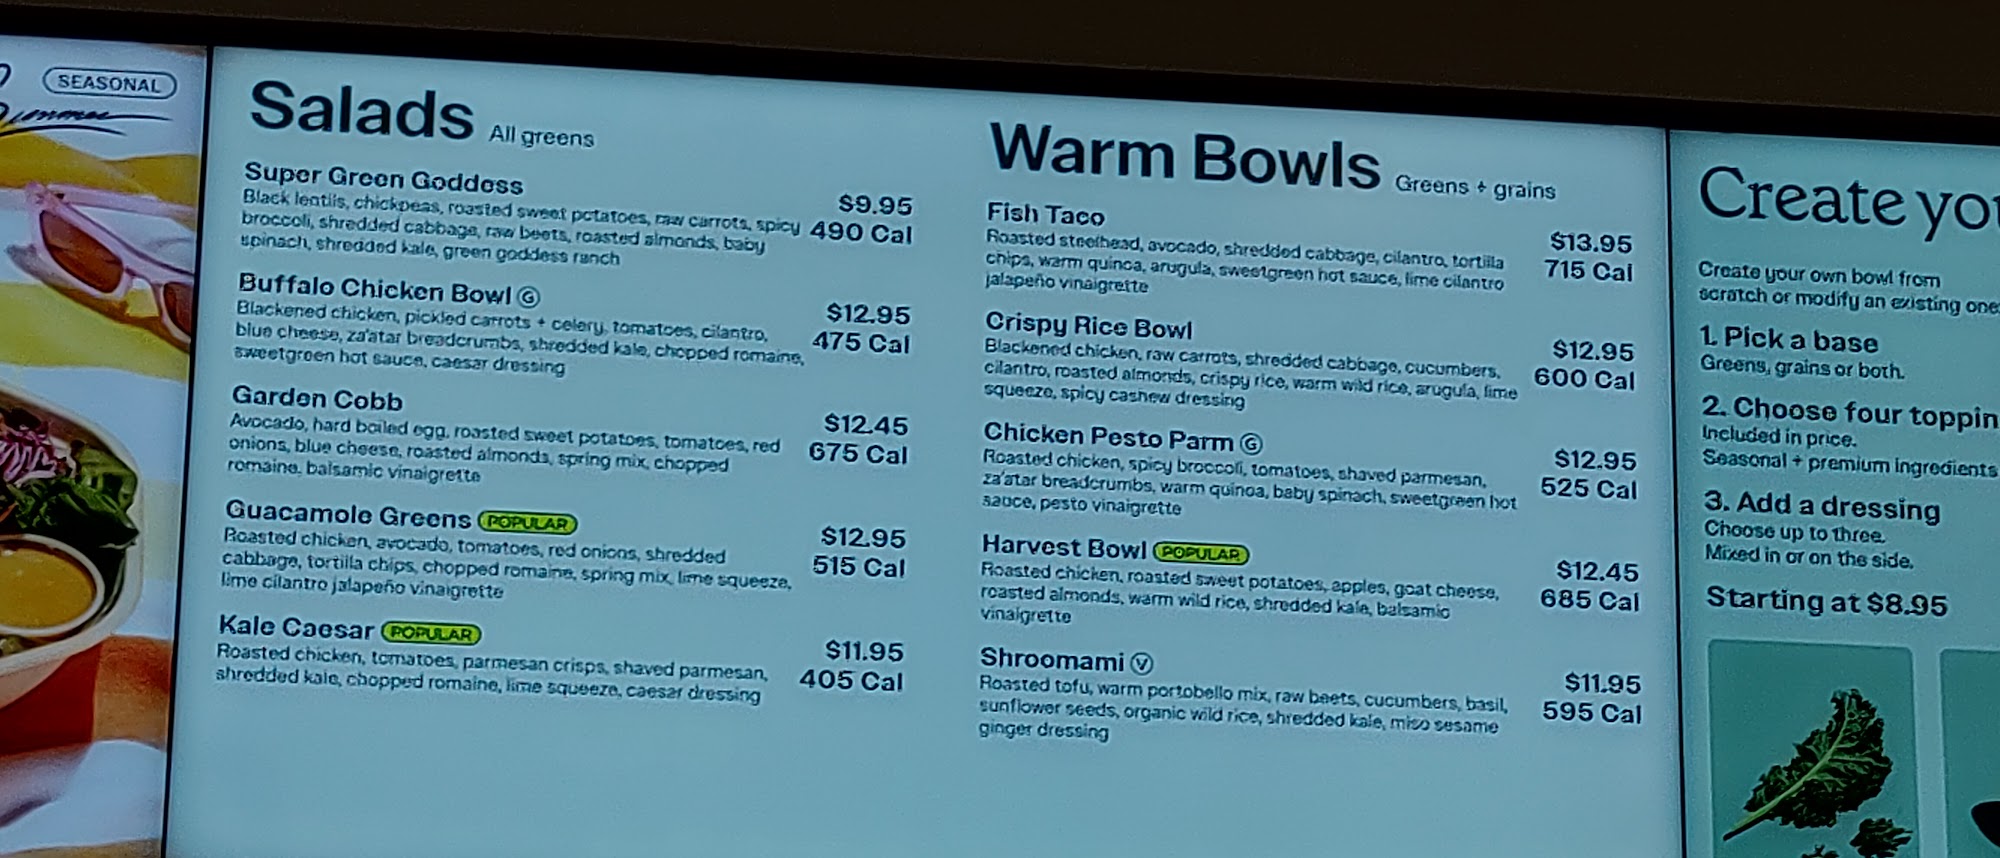 SEASONAL
Summer
Salads All greens
Super Green Goddess
Black lentils, chickpeas, roasted sweet potatoes, raw carrots, spicy
broccoli, shredded cabbage, raw beets, roasted almonds, baby
spinach, shredded kale, green goddess ranch
$9.95
490 Cal
Buffalo Chicken Bowl G
Blackened chicken, pickled carrots + celery, tomatoes, cilantro,
blue cheese, za'atar breadcrumbs, shredded kale, chopped romaine,
sweetgreen hot sauce, caesar dressing
$12.95
475 Cal
Garden Cobb
Avocado, hard boiled egg, roasted sweet potatoes, tomatoes, red
onions, blue cheese, roasted almonds, spring mix, chopped
romaine, balsamic vinaigrette
$12.45
675 Cal
Guacamole Greens POPULAR
Roasted chicken, avocado, tomatoes, red onions, shredded
cabbage, tortilla chips, chopped romaine, spring mix, lime squeeze,
lime cilantro jalapeño vinaigrette
$12.95
515 Cal
Kale Caesar POPULAR
Roasted chicken, tomatoes, parmesan crisps, shaved parmesan,
shredded kale, chopped romaine, lime squeeze, caesar dressing
$11.95
405 Cal
Warm Bowls Greens + grains
Fish Taco
Roasted steelhead, avocado, shredded cabbage, cilantro, tortilla
chips, warm quinoa, arugula, sweetgreen hot sauce, lime cilantro
jalapeño vinaigrette
$13.95
715 Cal
Crispy Rice Bowl
Blackened chicken, raw carrots, shredded cabbage, cucumbers,
cilantro, roasted almonds, crispy rice, warm wild rice, arugula, lime
squeeze, spicy cashew dressing
$12.95
600 Cal
Chicken Pesto Parm G
Roasted chicken, spicy broccoli, tomatoes, shaved parmesan,
za'atar breadcrumbs, warm quinoa, baby spinach, sweetgreen hot
sauce, pesto vinaigrette
$12.95
525 Cal
Harvest Bowl POPULAR
Roasted chicken, roasted sweet potatoes, apples, goat cheese,
roasted almonds, warm wild rice, shredded kale, balsamic
vinaigrette
$12.45
685 Cal
Shroomami V
Roasted tofu, warm portobello mix, raw beets, cucumbers, basil,
sunflower seeds, organic wild rice, shredded kale, miso sesame
ginger dressing
$11.95
595 Cal
Create you
Create your own bowl from
scratch or modify an existing one.
1. Pick a base
Greens, grains or both.
2. Choose four toppin
Included in price.
Seasonal + premium ingredients
3. Add a dressing
Choose up to three.
Mixed in or on the side.
Starting at $8.95